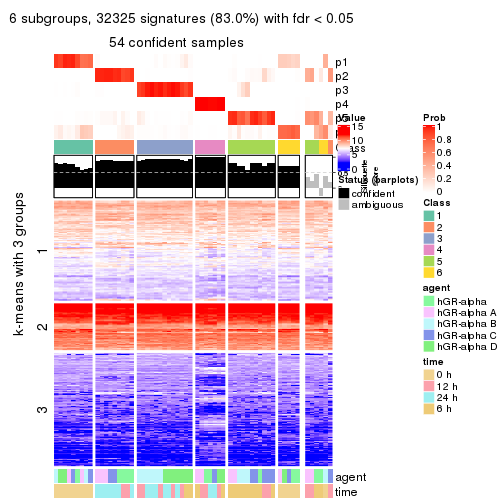 6 subgroups, 32325 signatures (83.0%) with fdr < 0.05
54 confident samples
p1
p2
p3
p4
Value
15
10
5
0
Silhouette
score
Status (barplots)
confident
ambiguous
k-means with 3 groups
1
2
3
agent
time
Prob
1
0.8
0.6
0.4
0.2
0
Class
1
2
3
4
5
6
agent
hGR-alpha
hGR-alpha A
hGR-alpha B
hGR-alpha C
hGR-alpha D
time
0 h
12 h
24 h
6 h